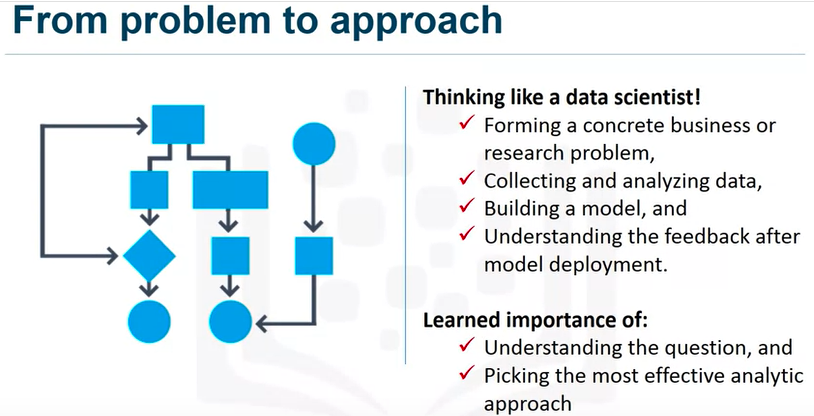 From problem to approach
Thinking like a data scientist!
Forming a concrete business or
research problem,
Collecting and analyzing data,
Building a model, and
Understanding the feedback after
model deployment.
Learned importance of:
Understanding the question, and
Picking the most effective analytic
approach